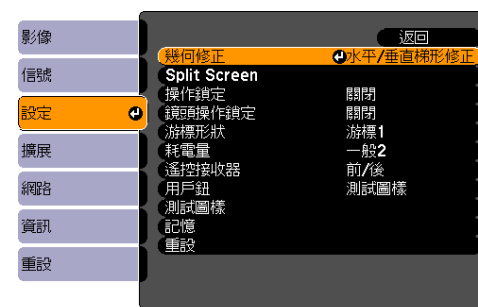 影像
信號
設定
擴展
網路
資訊
重設
返回
幾何修正 水平/垂直梯形修正
Split Screen
操作鎖定 關閉
鏡頭操作鎖定 關閉
游標形狀 游標1
耗電量 一般2
遙控接收器 前/後
用戶鈕 測試圖樣
測試圖樣
記憶
重設